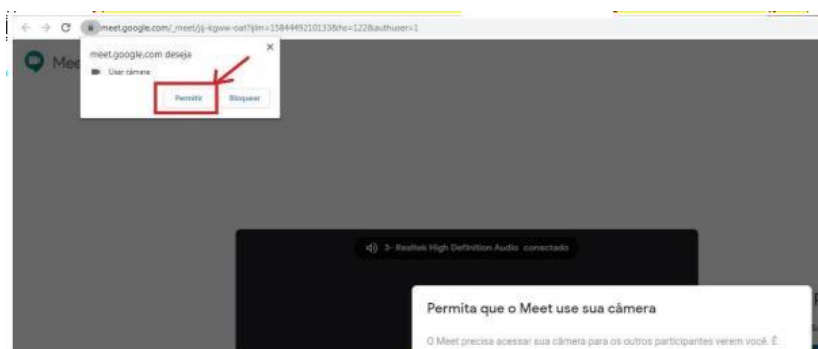 meet.google.com/_meet/jij-kgww-oat?ijlm=1584449210133&hs=122&authuser=1
Mee
meet.google.com deseja
Usar câmera
Permitir
Bloquear
3- Realtek High Definition Audio conectado
Permita que o Meet use sua câmera
O Meet precisa acessar sua câmera para os outros participantes verem você. É